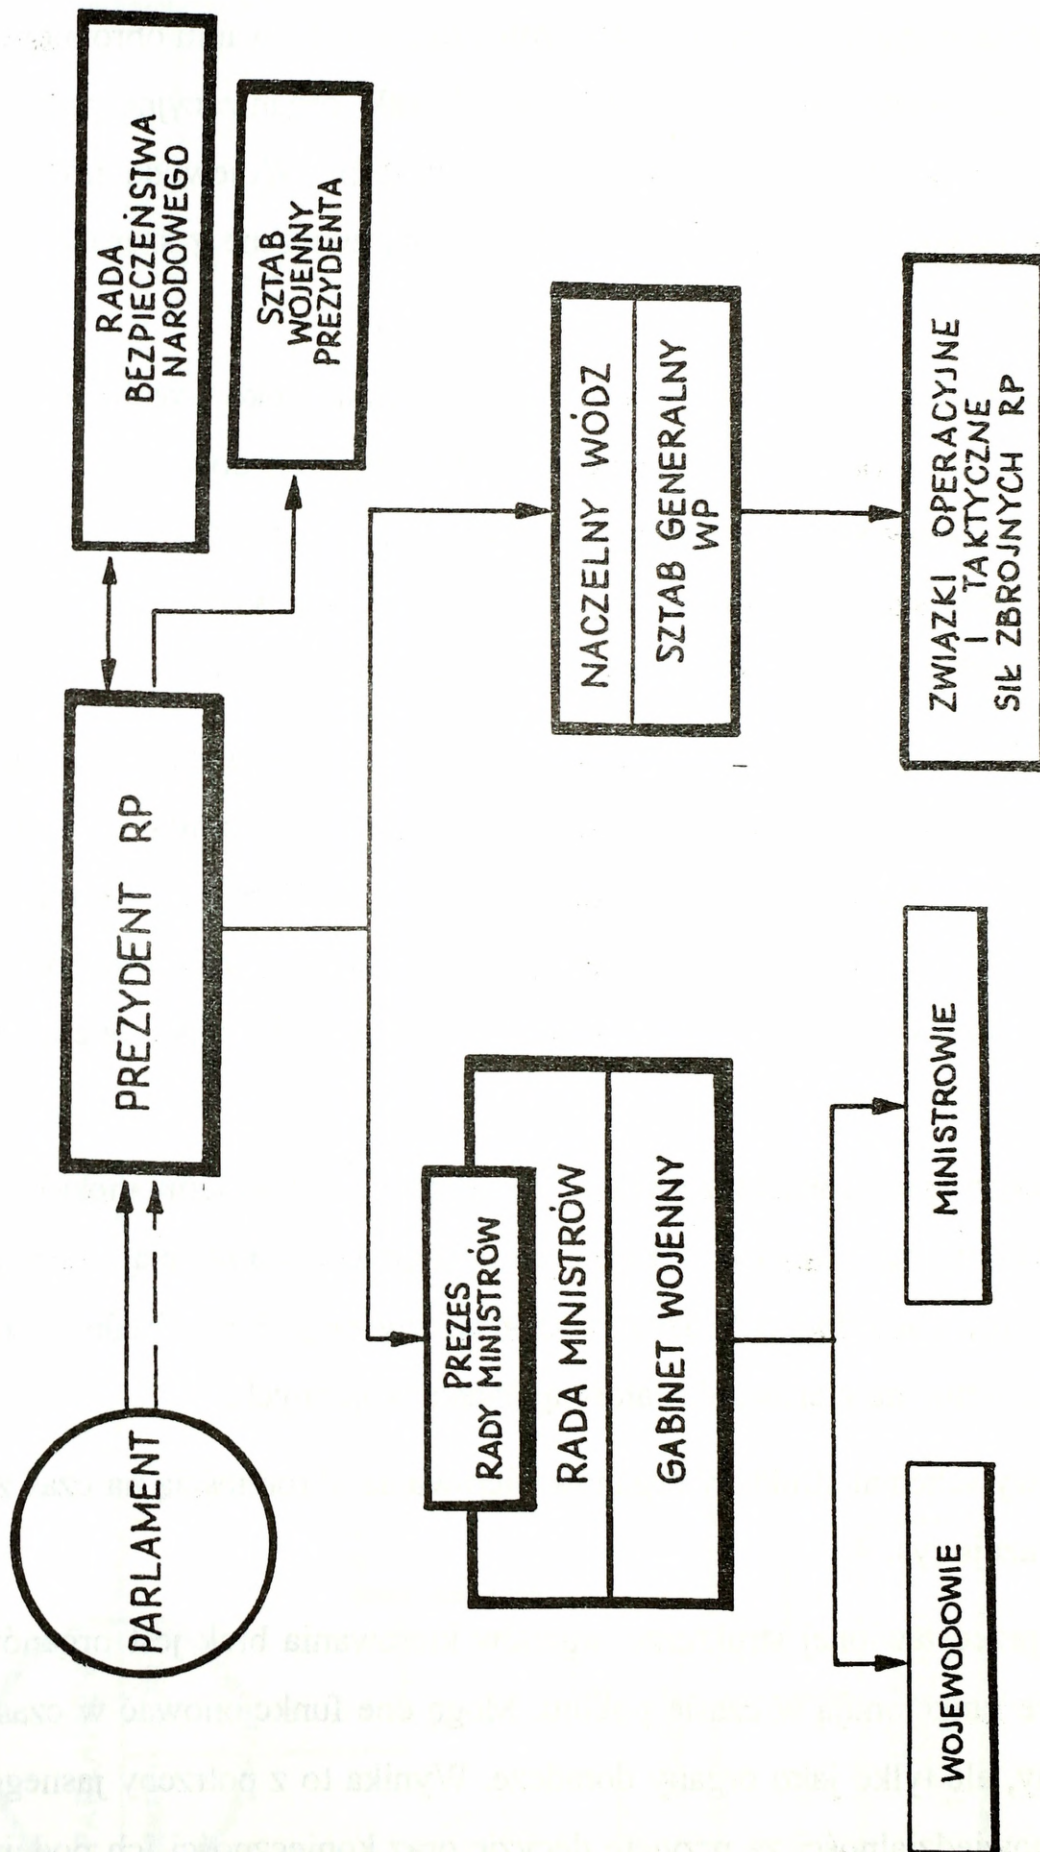 PARLAMENT
PREZYDENT RP
RADA
BEZPIECZEŃSTWA
NARODOWEGO
SZTAB
WOJENNY
PREZYDENTA
PREZES
RADY MINISTRÓW
RADA MINISTRÓW
GABINET WOJENNY
NACZELNY WÓDZ
SZTAB GENERALNY
WP
WOJEWODOWIE
MINISTROWIE
ZWIĄZKI OPERACYJNE
I TAKTYCZNE
SIŁ ZBROJNYCH RP